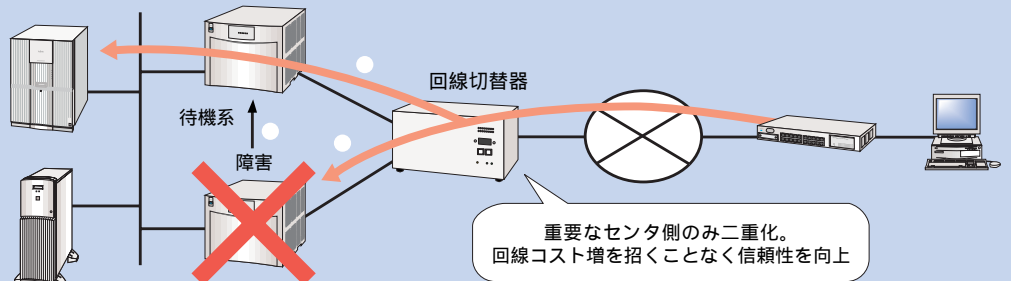 回線切替器
待機系
障害
重要なセンタ側のみ二重化。
回線コスト増を招くことなく信頼性を向上